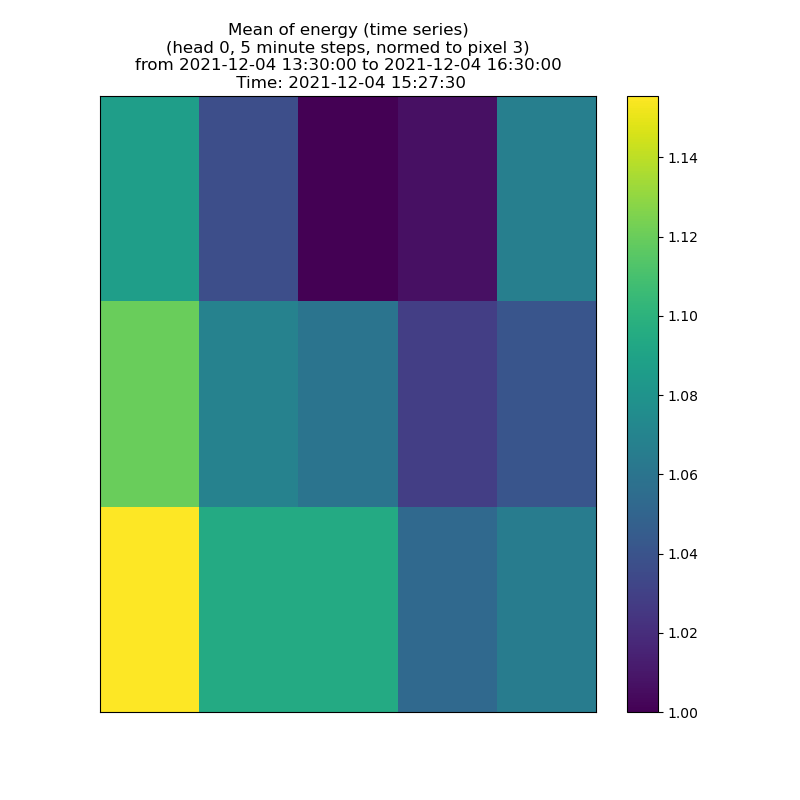 Mean of energy (time series)
(head 0, 5 minute steps, normed to pixel 3)
from 2021-12-04 13:30:00 to 2021-12-04 16:30:00
Time: 2021-12-04 15:27:30
1.14
1.12
1.10
1.08
1.06
1.04
1.02
1.00